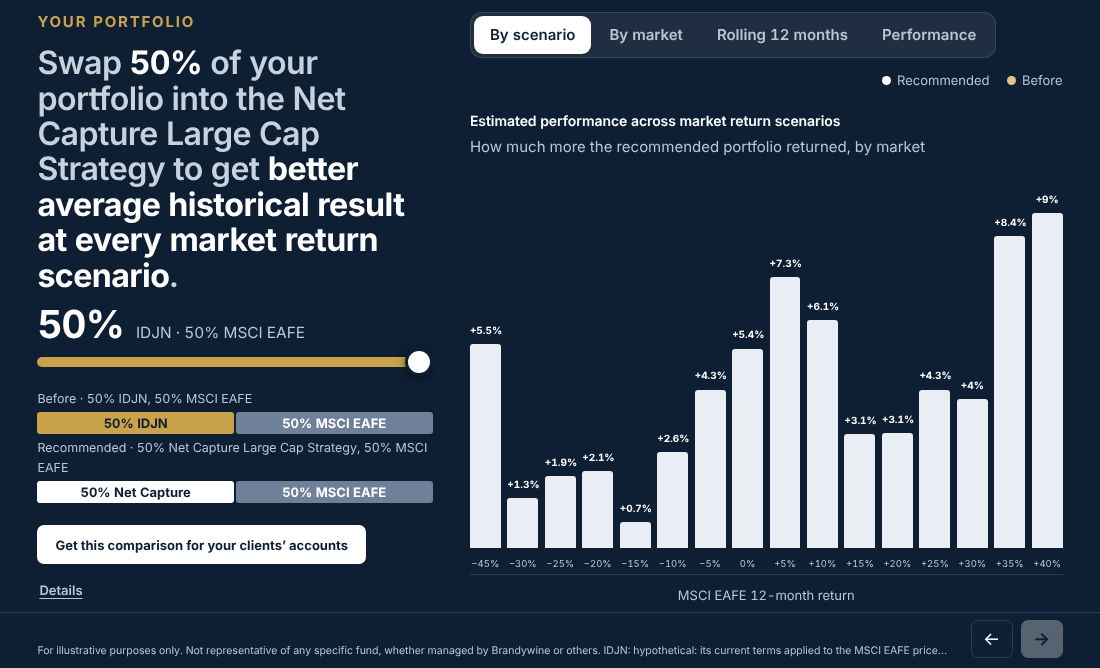 YOUR PORTFOLIO
Swap 50% of your
portfolio into the Net
Capture Large Cap
Strategy to get better
average historical result
at every market return
scenario.
50% IDJN · 50% MSCI EAFE
Before · 50% IDJN, 50% MSCI EAFE
50% IDJN 50% MSCI EAFE
Recommended · 50% Net Capture Large Cap Strategy, 50% MSCI
EAFE
50% Net Capture 50% MSCI EAFE
Get this comparison for your clients’ accounts
Details
By scenario By market Rolling 12 months Performance
Recommended Before
Estimated performance across market return scenarios
How much more the recommended portfolio returned, by market
+5.5% +1.3% +1.9% +2.1% +0.7% +2.6% +4.3% +5.4% +7.3% +6.1% +3.1% +3.1% +4.3% +4% +8.4% +9%
−45% −30% −25% −20% −15% −10% −5% 0% +5% +10% +15% +20% +25% +30% +35% +40%
MSCI EAFE 12-month return
For illustrative purposes only. Not representative of any specific fund, whether managed by Brandywine or others. IDJN: hypothetical: its current terms applied to the MSCI EAFE price…
← →